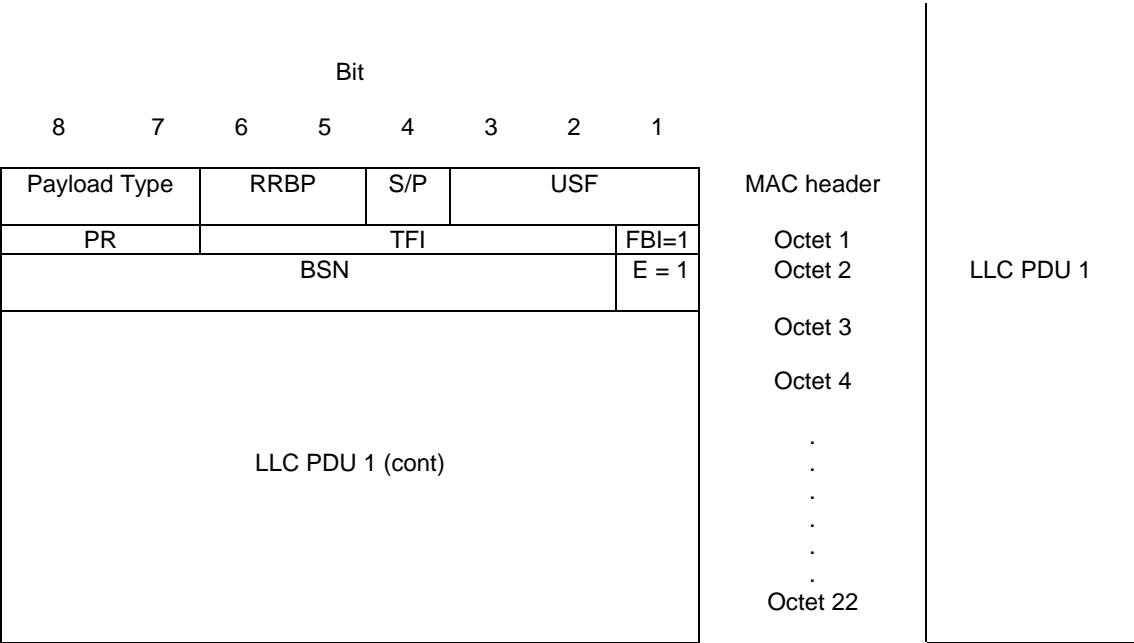 Bit
8 7 6 5 4 3 2 1
Payload Type RRBP S/P USF MAC header
PR TFI FBI=1 Octet 1
BSN E = 1 Octet 2 LLC PDU 1
Octet 3
Octet 4
.
LLC PDU 1 (cont)
.
.
.
.
.
Octet 22